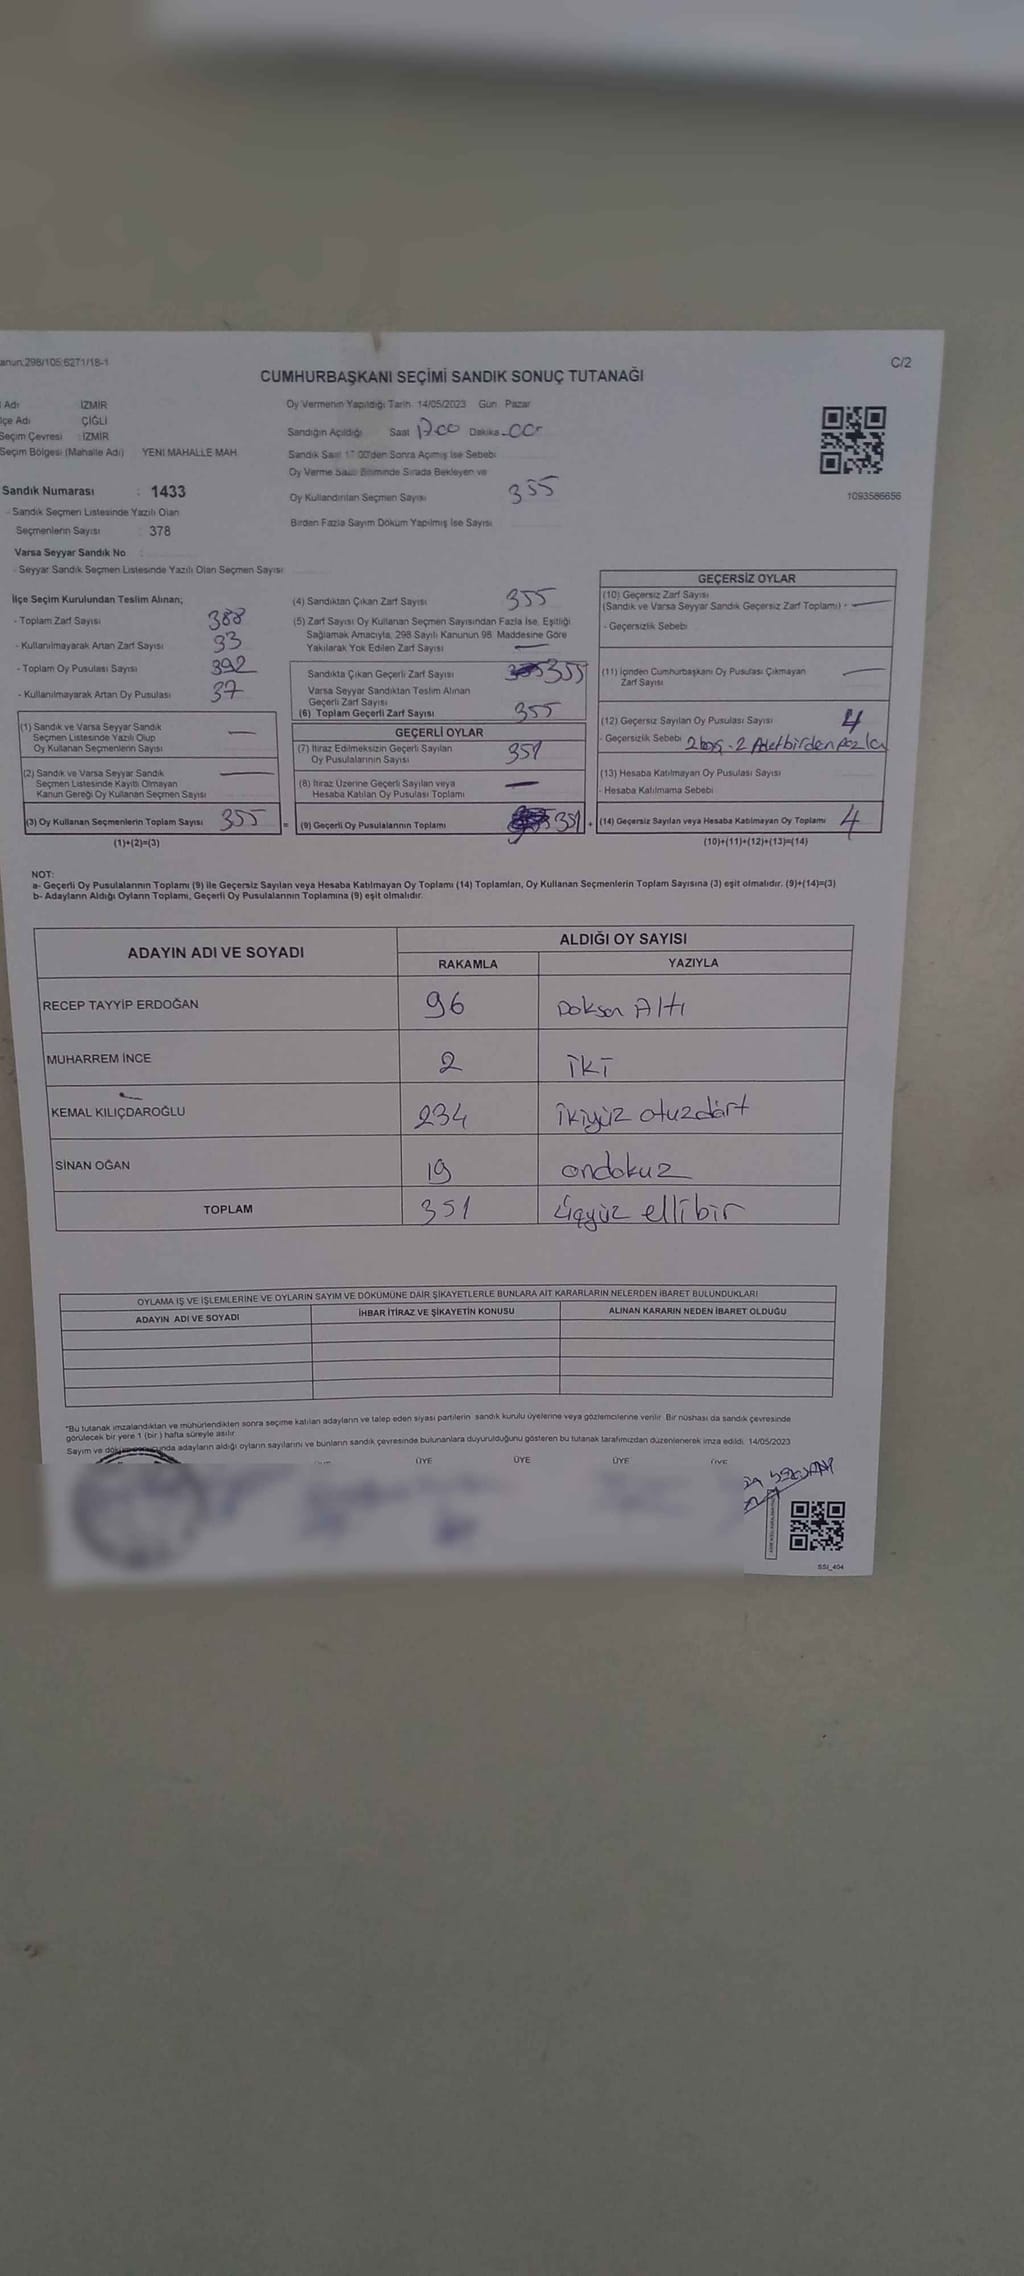 anun,298/105;6271/18-1
C/2
CUMHURBAŞKANI SEÇİMİ SANDIK SONUÇ TUTANAĞI
Adı İZMİR
lçe Adı ÇİĞLİ
Seçim Çevresi : İZMİR
Seçim Bölgesi (Mahalle Adı) YENİ MAHALLE MAH
Sandık Numarası : 1433
- Sandık Seçmen Listesinde Yazılı Olan
Seçmenlerin Sayısı : 378
Varsa Seyyar Sandık No :
- Seyyar Sandık Seçmen Listesinde Yazılı Olan Seçmen Sayısı
Oy Vermenin Yapıldığı Tarih 14/05/2023 Gün Pazar
Sandığın Açıldığı Saat 17.00 Dakika
Sandık Saat 17:00'den Sonra Açılmış İse Sebebi
Oy Verme Saati Bitiminde Sırada Bekleyen ve
Oy Kullandırılan Seçmen Sayısı 355
Birden Fazla Sayım Döküm Yapılmış İse Sayısı
1093586656
İlçe Seçim Kurulundan Teslim Alınan;
- Toplam Zarf Sayısı 388
- Kullanılmayarak Artan Zarf Sayısı 33
- Toplam Oy Pusulası Sayısı 392
- Kullanılmayarak Artan Oy Pusulası 37
(1) Sandık ve Varsa Seyyar Sandık
Seçmen Listesinde Yazılı Olup
Oy Kullanan Seçmenlerin Sayısı —
(2) Sandık ve Varsa Seyyar Sandık
Seçmen Listesinde Kayıtlı Olmayan
Kanun Gereği Oy Kullanan Seçmen Sayısı —
(3) Oy Kullanan Seçmenlerin Toplam Sayısı 355
(1)+(2)=(3)
(4) Sandıktan Çıkan Zarf Sayısı 355
(5) Zarf Sayısı Oy Kullanan Seçmen Sayısından Fazla İse, Eşitliği
Sağlamak Amacıyla, 298 Sayılı Kanunun 98. Maddesine Göre
Yakılarak Yok Edilen Zarf Sayısı —
Sandıkta Çıkan Geçerli Zarf Sayısı 355
Varsa Seyyar Sandıktan Teslim Alınan
Geçerli Zarf Sayısı
(6) Toplam Geçerli Zarf Sayısı 355
GEÇERLİ OYLAR
(7) İtiraz Edilmeksizin Geçerli Sayılan
Oy Pusulalarının Sayısı 351
(8) İtiraz Üzerine Geçerli Sayılan veya
Hesaba Katılan Oy Pusulası Toplamı —
= (9) Geçerli Oy Pusulalarının Toplamı 351 +
GEÇERSİZ OYLAR
(10) Geçersiz Zarf Sayısı
(Sandık ve Varsa Seyyar Sandık Geçersiz Zarf Toplamı) —
- Geçersizlik Sebebi
(11) İçinden Cumhurbaşkanı Oy Pusulası Çıkmayan
Zarf Sayısı —
(12) Geçersiz Sayılan Oy Pusulası Sayısı 4
- Geçersizlik Sebebi 2 boş - 2 Adet birden fazla
(13) Hesaba Katılmayan Oy Pusulası Sayısı
- Hesaba Katılmama Sebebi
(14) Geçersiz Sayılan veya Hesaba Katılmayan Oy Toplamı 4
(10)+(11)+(12)+(13)=(14)
NOT:
a- Geçerli Oy Pusulalarının Toplamı (9) ile Geçersiz Sayılan veya Hesaba Katılmayan Oy Toplamı (14) Toplamları, Oy Kullanan Seçmenlerin Toplam Sayısına (3) eşit olmalıdır. (9)+(14)=(3)
b- Adayların Aldığı Oyların Toplamı, Geçerli Oy Pusulalarının Toplamına (9) eşit olmalıdır.
ADAYIN ADI VE SOYADI ALDIĞI OY SAYISI
RAKAMLA YAZIYLA
RECEP TAYYİP ERDOĞAN 96 Doksan Altı
MUHARREM İNCE 2 iki
KEMAL KILIÇDAROĞLU 234 ikiyüz otuzdört
SİNAN OĞAN 19 ondokuz
TOPLAM 351 üçyüz ellibir
OYLAMA İŞ VE İŞLEMLERİNE VE OYLARIN SAYIM VE DÖKÜMÜNE DAİR ŞİKAYETLERLE BUNLARA AİT KARARLARIN NELERDEN İBARET BULUNDUKLARI
ADAYIN ADI VE SOYADI İHBAR İTİRAZ VE ŞİKAYETİN KONUSU ALINAN KARARIN NEDEN İBARET OLDUĞU
"Bu tutanak imzalandıktan ve mühürlendikten sonra seçime katılan adayların ve talep eden siyasi partilerin sandık kurulu üyelerine veya gözlemcilerine verilir. Bir nüshası da sandık çevresinde
görülecek bir yere 1 (bir) hafta süreyle asılır.
Sayım ve döküm sonucunda adayların aldığı oyların sayılarını ve bunların sandık çevresinde bulunanlara duyurulduğunu gösteren bu tutanak tarafımızdan düzenlenerek imza edildi. 14/05/2023
ÜYE ÜYE ÜYE ÜYE
SSI_404